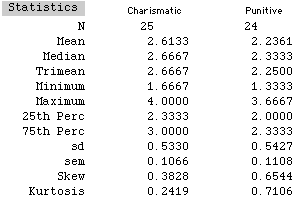 Statistics Charismatic Punitive
N 25 24
Mean 2.6133 2.2361
Median 2.6667 2.3333
Trimean 2.6667 2.2500
Minimum 1.6667 1.3333
Maximum 4.0000 3.6667
25th Perc 2.3333 2.0000
75th Perc 3.0000 2.3333
sd 0.5330 0.5427
sem 0.1066 0.1108
Skew 0.3828 0.6544
Kurtosis 0.2419 0.7106